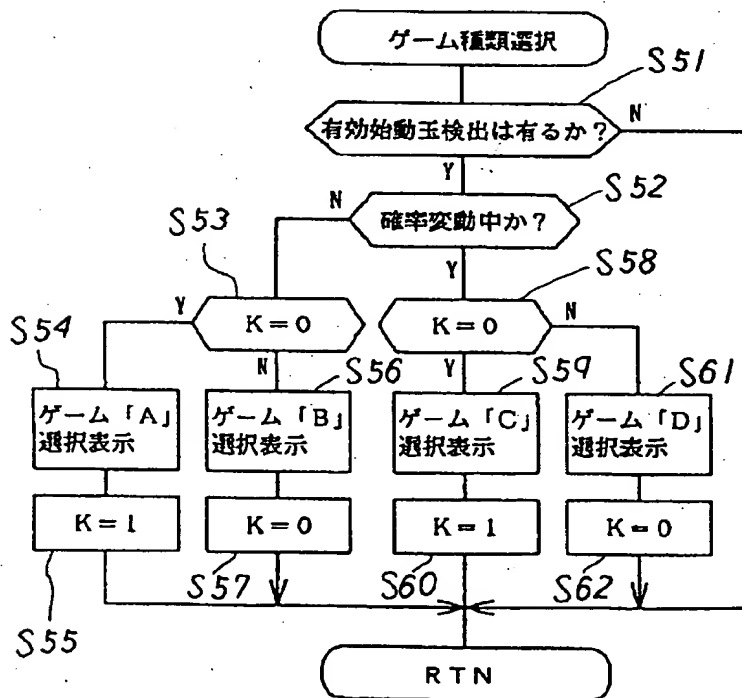 ゲーム種類選択
S51
有効始動玉検出は有るか？
N
Y
S52
N
確率変動中か？
S53
Y
S58
Y
K=0
K=0
N
S54
N
S56
Y
S59
S61
ゲーム「A」
選択表示
ゲーム「B」
選択表示
ゲーム「C」
選択表示
ゲーム「D」
選択表示
K=1
K=0
K=1
K=0
S55
S57
S60
S62
RTN